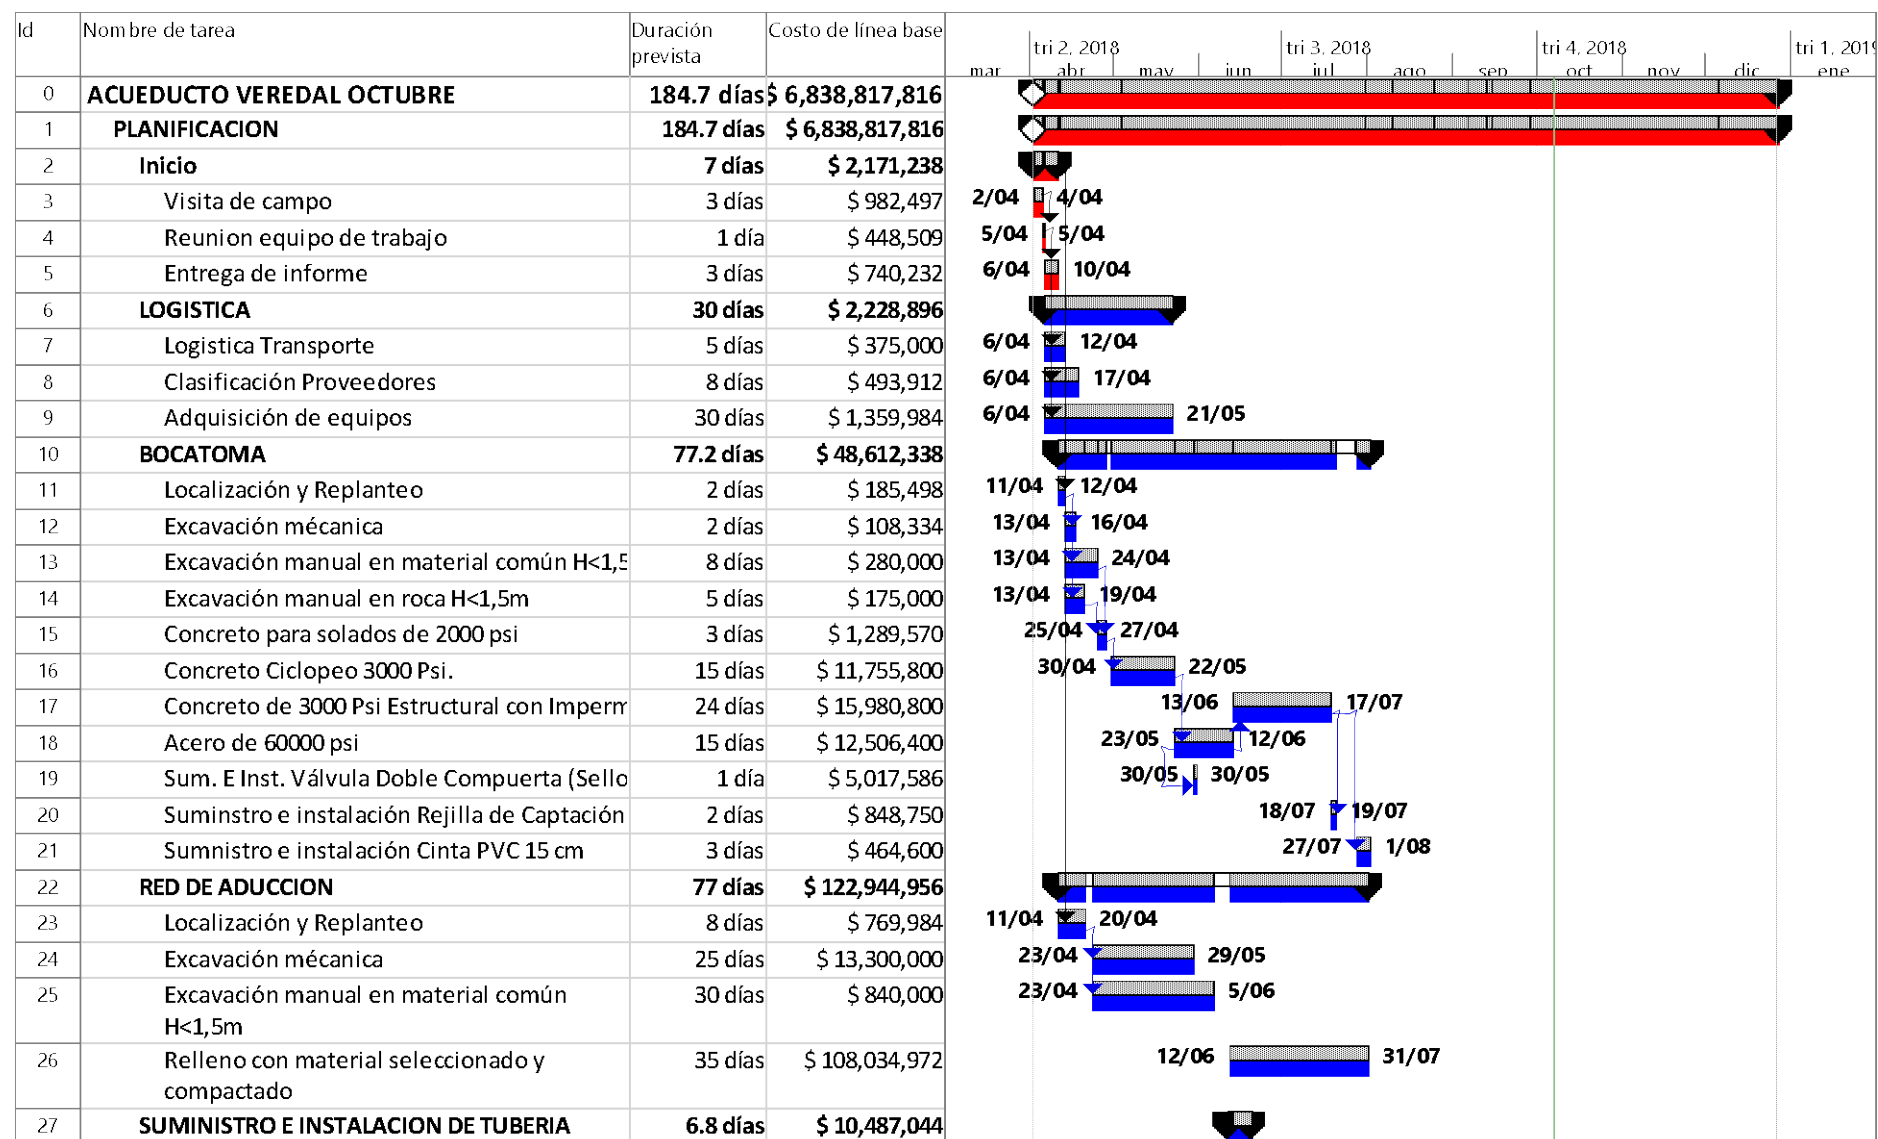 Id Nombre de tarea Duración prevista Costo de línea base
tri 2, 2018 tri 3, 2018 tri 4, 2018 tri 1, 2019
mar abr may jun jul ago sep oct nov dic ene
0 ACUEDUCTO VEREDAL OCTUBRE 184.7 días $ 6,838,817,816
1 PLANIFICACION 184.7 días $ 6,838,817,816
2 Inicio 7 días $ 2,171,238
3 Visita de campo 3 días $ 982,497 2/04 4/04
4 Reunion equipo de trabajo 1 día $ 448,509 5/04 5/04
5 Entrega de informe 3 días $ 740,232 6/04 10/04
6 LOGISTICA 30 días $ 2,228,896
7 Logistica Transporte 5 días $ 375,000 6/04 12/04
8 Clasificación Proveedores 8 días $ 493,912 6/04 17/04
9 Adquisición de equipos 30 días $ 1,359,984 6/04 21/05
10 BOCATOMA 77.2 días $ 48,612,338
11 Localización y Replanteo 2 días $ 185,498 11/04 12/04
12 Excavación mécanica 2 días $ 108,334 13/04 16/04
13 Excavación manual en material común H<1,5 8 días $ 280,000 13/04 24/04
14 Excavación manual en roca H<1,5m 5 días $ 175,000 13/04 19/04
15 Concreto para solados de 2000 psi 3 días $ 1,289,570 25/04 27/04
16 Concreto Ciclopeo 3000 Psi. 15 días $ 11,755,800 30/04 22/05
17 Concreto de 3000 Psi Estructural con Imperm 24 días $ 15,980,800 13/06 17/07
18 Acero de 60000 psi 15 días $ 12,506,400 23/05 12/06
19 Sum. E Inst. Válvula Doble Compuerta (Sello 1 día $ 5,017,586 30/05 30/05
20 Suminstro e instalación Rejilla de Captación 2 días $ 848,750 18/07 19/07
21 Sumnistro e instalación Cinta PVC 15 cm 3 días $ 464,600 27/07 1/08
22 RED DE ADUCCION 77 días $ 122,944,956
23 Localización y Replanteo 8 días $ 769,984 11/04 20/04
24 Excavación mécanica 25 días $ 13,300,000 23/04 29/05
25 Excavación manual en material común 30 días $ 840,000 23/04 5/06
H<1,5m
26 Relleno con material seleccionado y 35 días $ 108,034,972 12/06 31/07
compactado
27 SUMINISTRO E INSTALACION DE TUBERIA 6.8 días $ 10,487,044